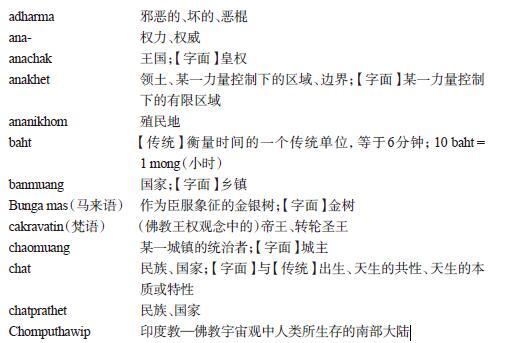 adharma 邪恶的、坏的、恶棍
ana- 权力、权威
anachak 王国；【字面】皇权
anakhet 领土、某一力量控制下的区域、边界；【字面】某一力量控制
下的有限区域
ananikhom 殖民地
baht 【传统】衡量时间的一个传统单位，等于6分钟；10 baht =
1 mong（小时）
banmuang 国家；【字面】乡镇
Bunga mas（马来语） 作为臣服象征的金银树；【字面】金树
cakravatin（梵语） （佛教王权观念中的）帝王、转轮圣王
chaomuang 某一城镇的统治者；【字面】城主
chat 民族、国家；【字面】与【传统】出生、天生的共性、天生的本
质或特性
chatprathet 民族、国家
Chomputhawip 印度教—佛教宇宙观中人类所生存的南部大陆